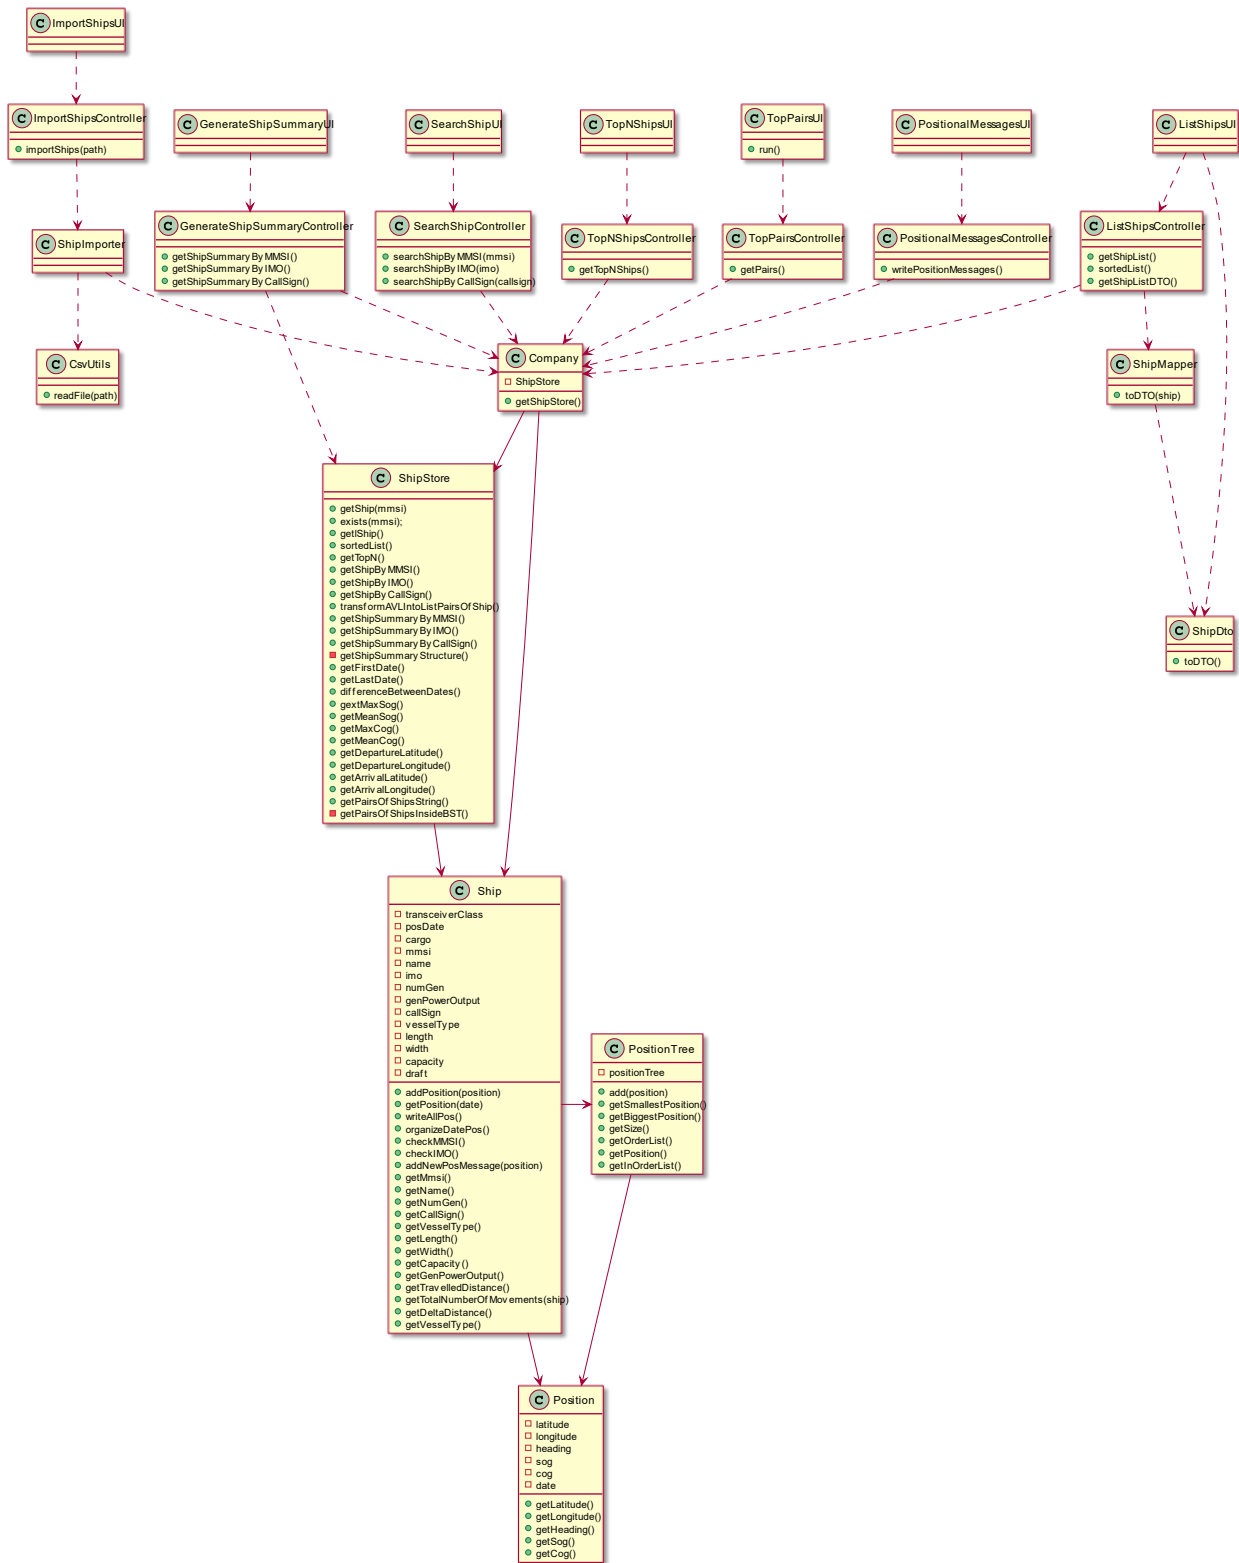 C ImportShipsUI
C ImportShipsController
importShips(path)
C GenerateShipSummaryUI
C SearchShipUI
C TopNShipsUI
C TopPairsUI
run()
C PositionalMessagesUI
C ListShipsUI
C ShipImporter
C GenerateShipSummaryController
getShipSummaryByMMSI()
getShipSummaryByIMO()
getShipSummaryByCallSign()
C SearchShipController
searchShipByMMSI(mmsi)
searchShipByIMO(imo)
searchShipByCallSign(callsign)
C TopNShipsController
getTopNShips()
C TopPairsController
getPairs()
C PositionalMessagesController
writePositionMessages()
C ListShipsController
getShipList()
sortedList()
getShipListDTO()
C CsvUtils
readFile(path)
C Company
ShipStore
getShipStore()
C ShipMapper
toDTO(ship)
C ShipStore
getShip(mmsi)
exists(mmsi);
getlShip()
sortedList()
getTopN()
getShipByMMSI()
getShipByIMO()
getShipByCallSign()
transformAVLIntoListPairsOfShip()
getShipSummaryByMMSI()
getShipSummaryByIMO()
getShipSummaryByCallSign()
getShipSummaryStructure()
getFirstDate()
getLastDate()
differenceBetweenDates()
gextMaxSog()
getMeanSog()
getMaxCog()
getMeanCog()
getDepartureLatitude()
getDepartureLongitude()
getArrivalLatitude()
getArrivalLongitude()
getPairsOfShipsString()
getPairsOfShipsInsideBST()
C ShipDto
toDTO()
C Ship
transceiverClass
posDate
cargo
mmsi
name
imo
numGen
genPowerOutput
callSign
vesselType
length
width
capacity
draft
addPosition(position)
getPosition(date)
writeAllPos()
organizeDatePos()
checkMMSI()
checkIMO()
addNewPosMessage(position)
getMmsi()
getName()
getNumGen()
getCallSign()
getVesselType()
getLength()
getWidth()
getCapacity()
getGenPowerOutput()
getTravelledDistance()
getTotalNumberOfMovements(ship)
getDeltaDistance()
getVesselType()
C PositionTree
positionTree
add(position)
getSmallestPosition()
getBiggestPosition()
getSize()
getOrderList()
getPosition()
getInOrderList()
C Position
latitude
longitude
heading
sog
cog
date
getLatitude()
getLongitude()
getHeading()
getSog()
getCog()